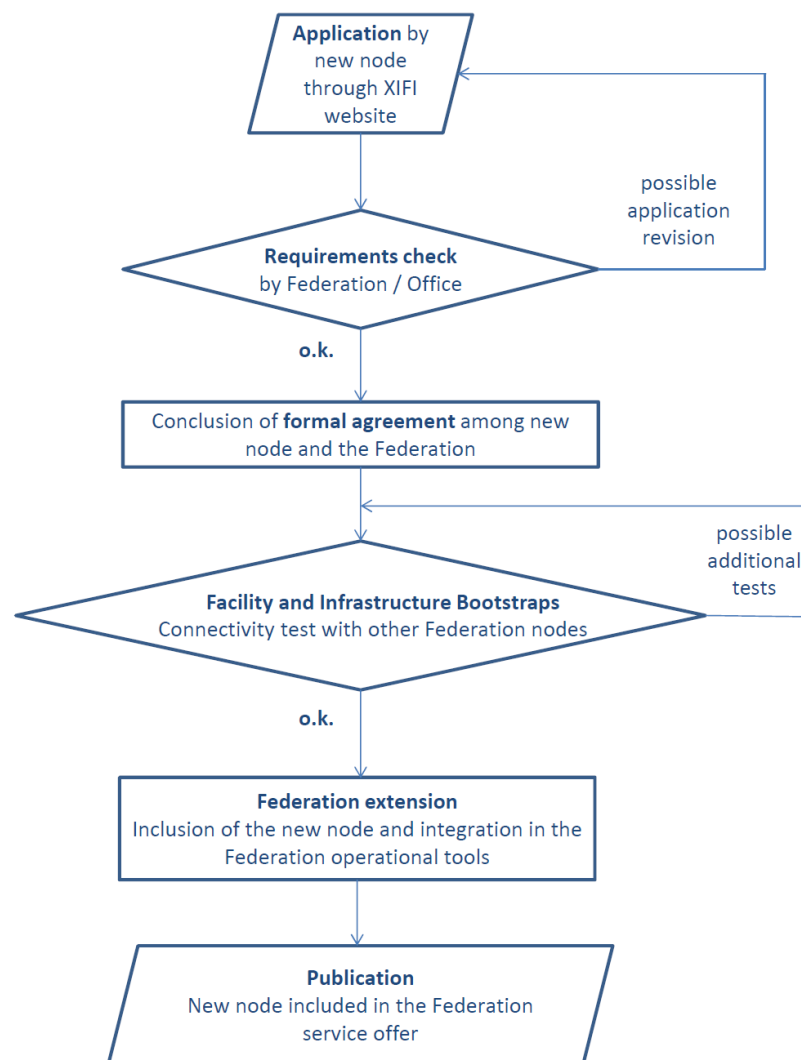 Application by
new node
through XIFI
website
possible
application
revision
Requirements check
by Federation / Office
o.k.
Conclusion of formal agreement among new
node and the Federation
possible
additional
tests
Facility and Infrastructure Bootstraps
Connectivity test with other Federation nodes
o.k.
Federation extension
Inclusion of the new node and integration in the
Federation operational tools
Publication
New node included in the Federation
service offer